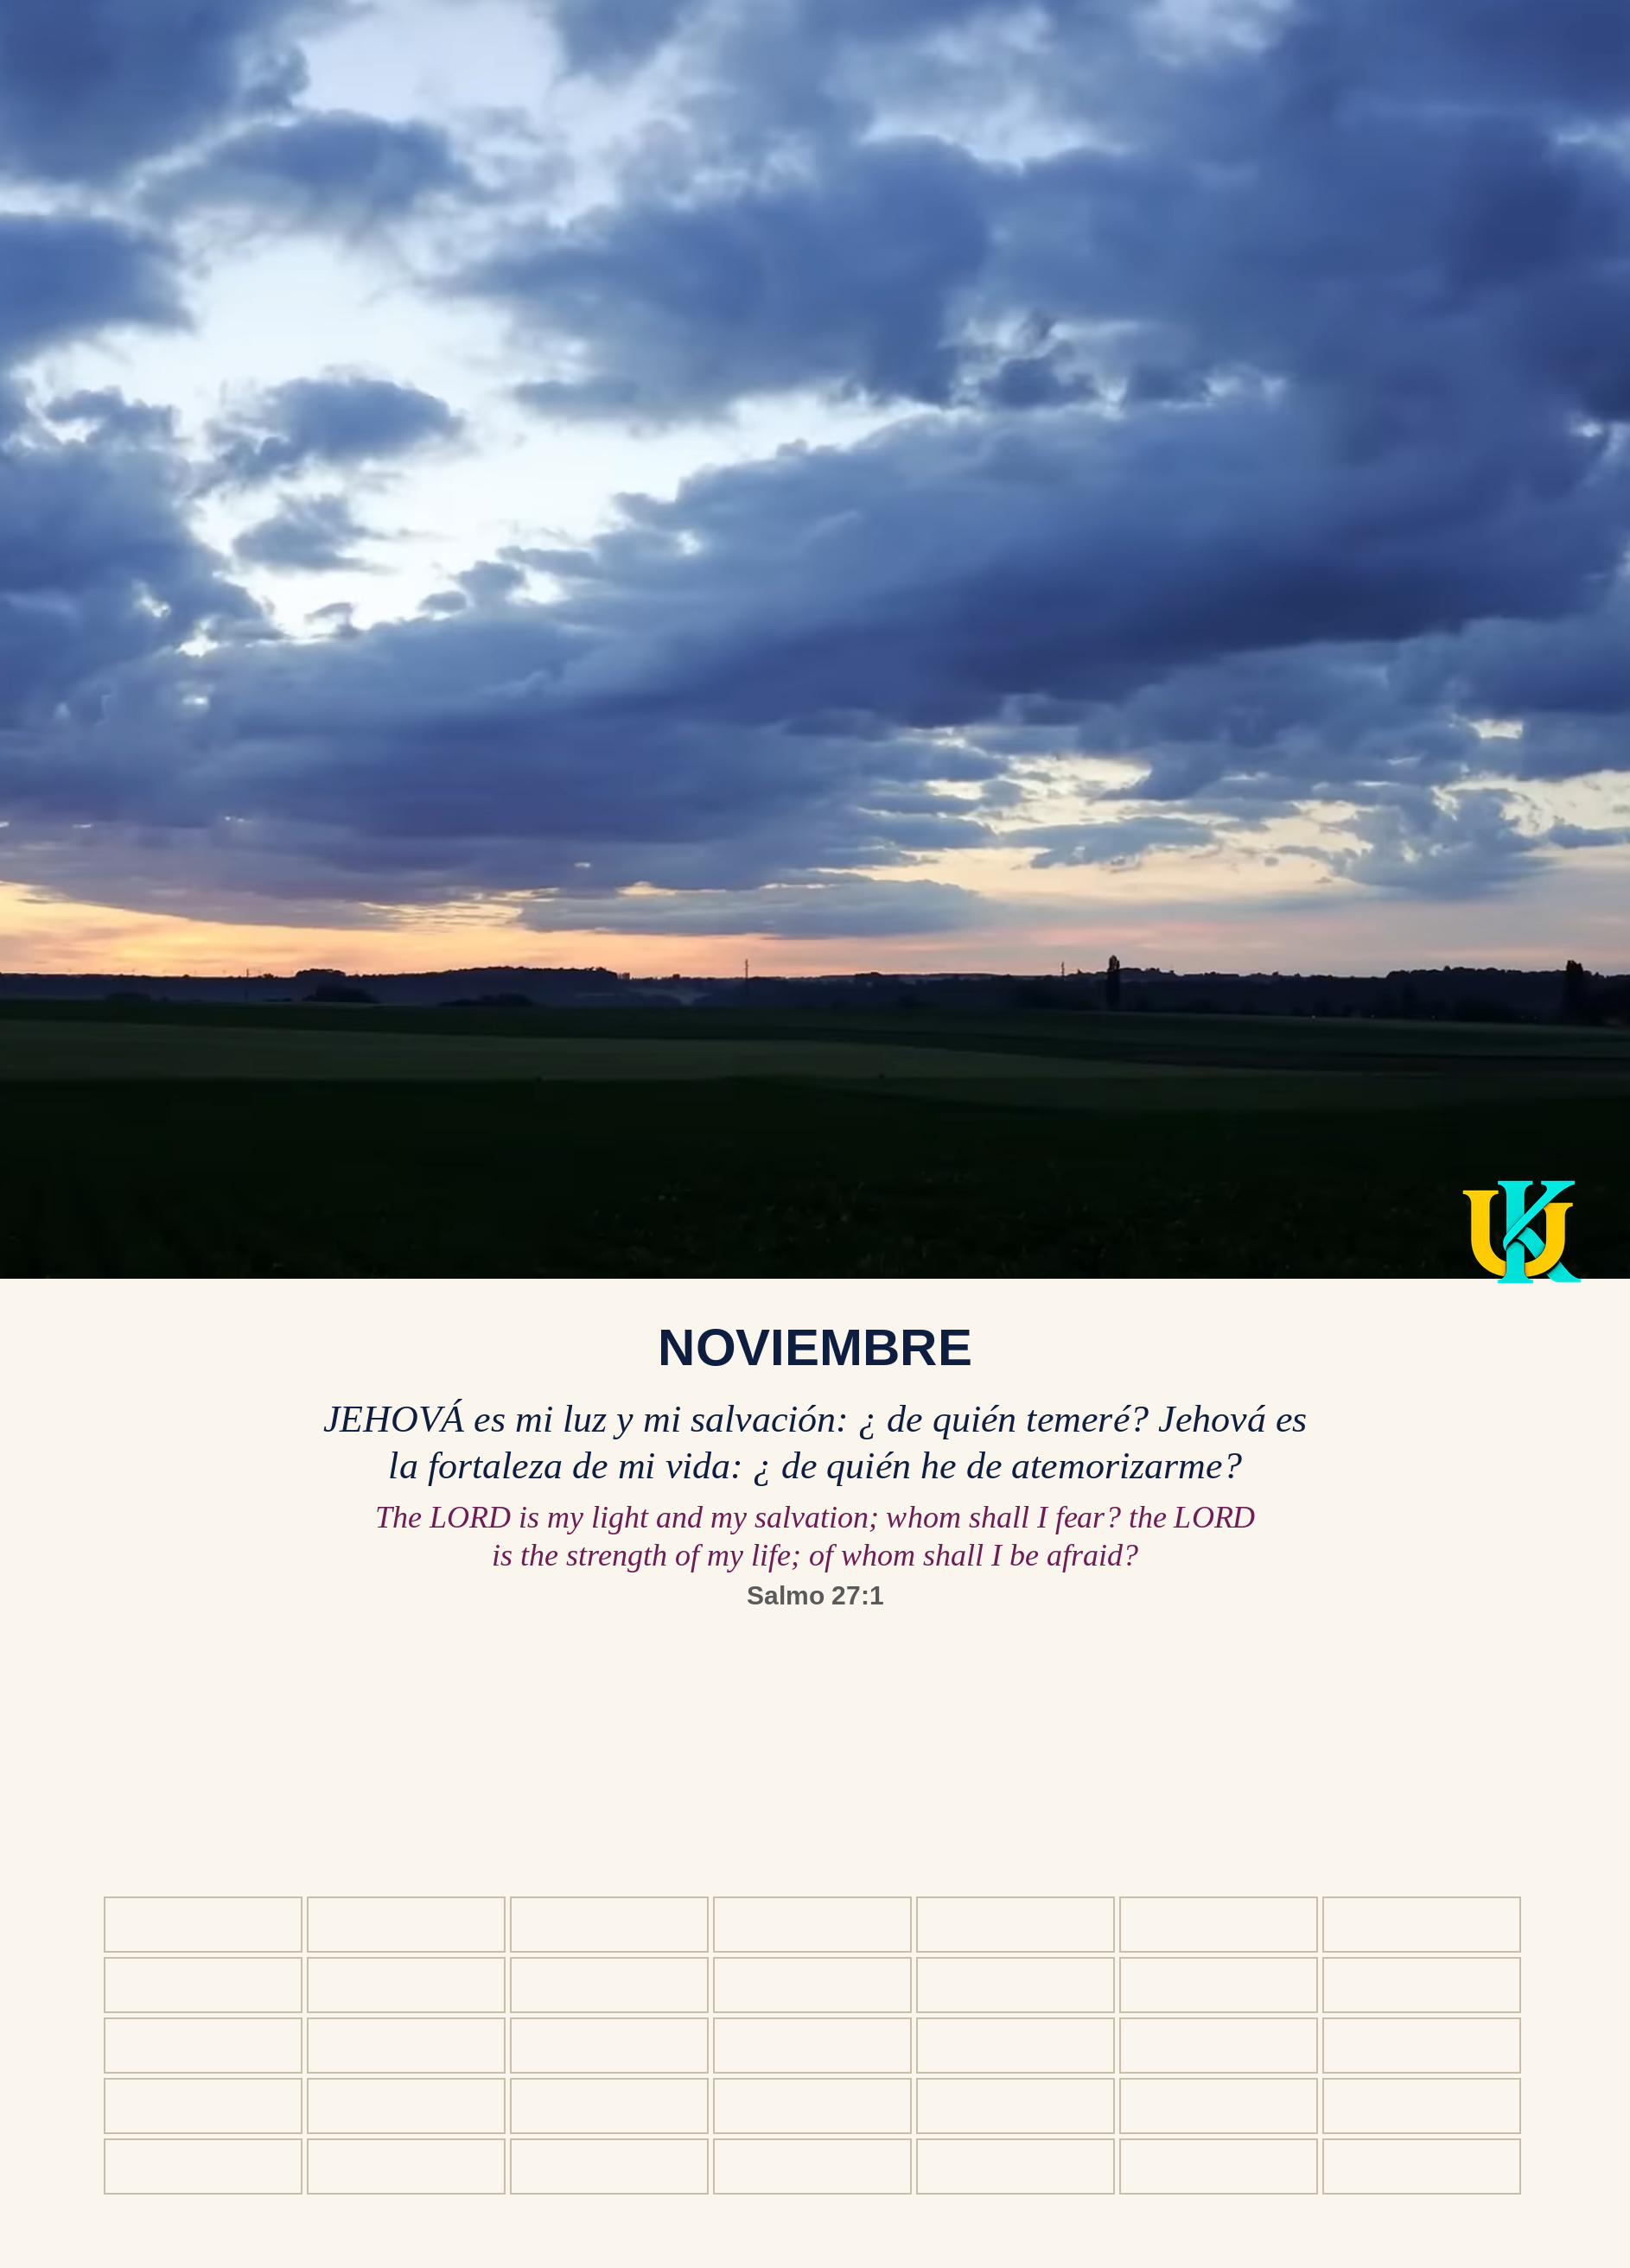 UK
NOVIEMBRE
JEHOVÁ es mi luz y mi salvación: ¿ de quién temeré? Jehová es
la fortaleza de mi vida: ¿ de quién he de atemorizarme?
The LORD is my light and my salvation; whom shall I fear? the LORD
is the strength of my life; of whom shall I be afraid?
Salmo 27:1